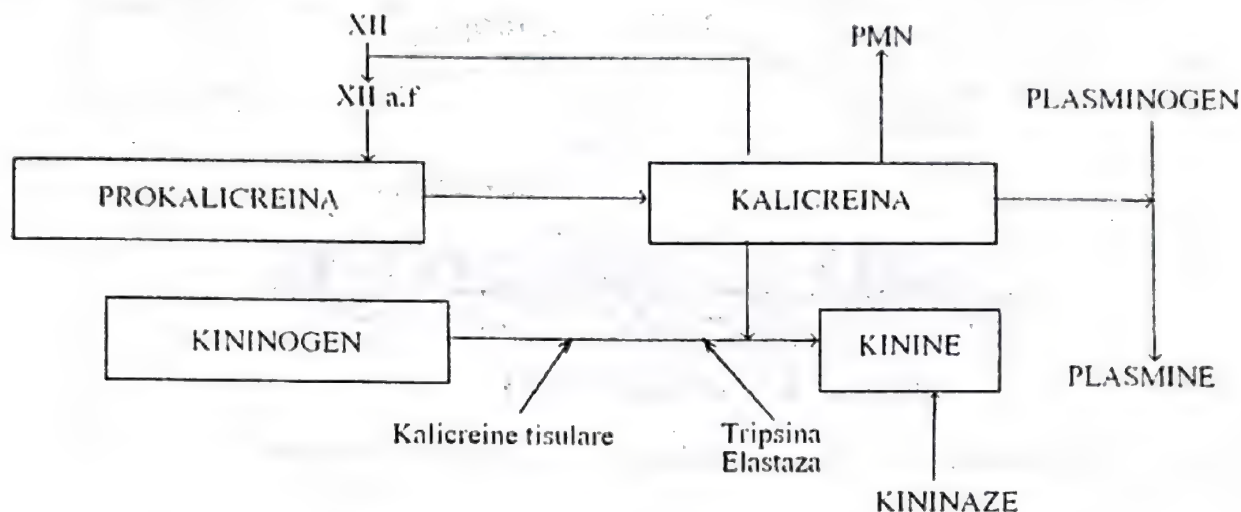 XII
PMN
XII a.f
PLASMINOGEN
PROKALICREINA
KALICREINA
KININOGEN
KININE
PLASMINE
Kalicreine tisulare
Tripsina
Elastaza
KININAZE